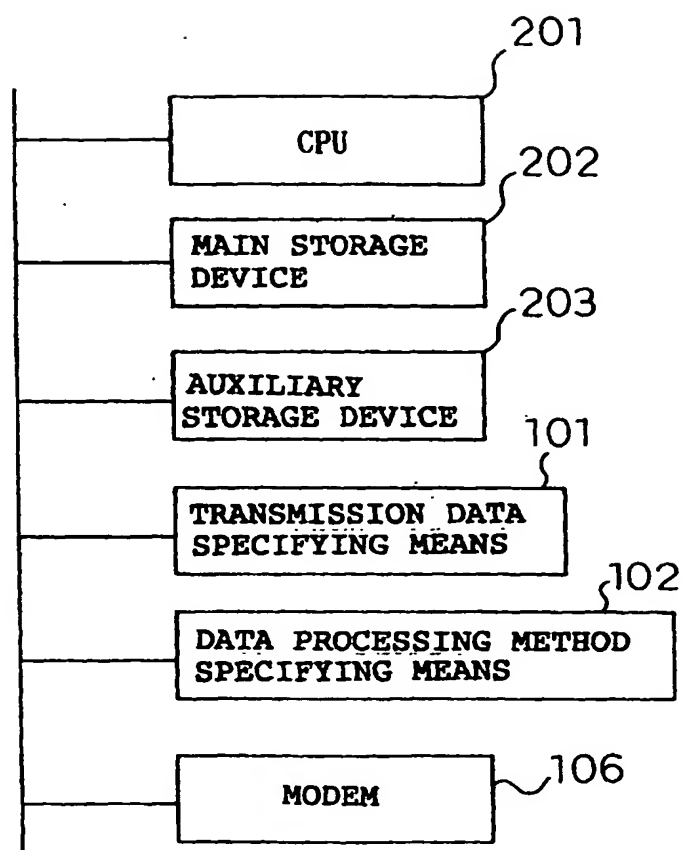 201
CPU
202
MAIN STORAGE
DEVICE
203
AUXILIARY
STORAGE DEVICE
101
TRANSMISSION DATA
SPECIFYING MEANS
102
DATA PROCESSING METHOD
SPECIFYING MEANS
MODEM
106